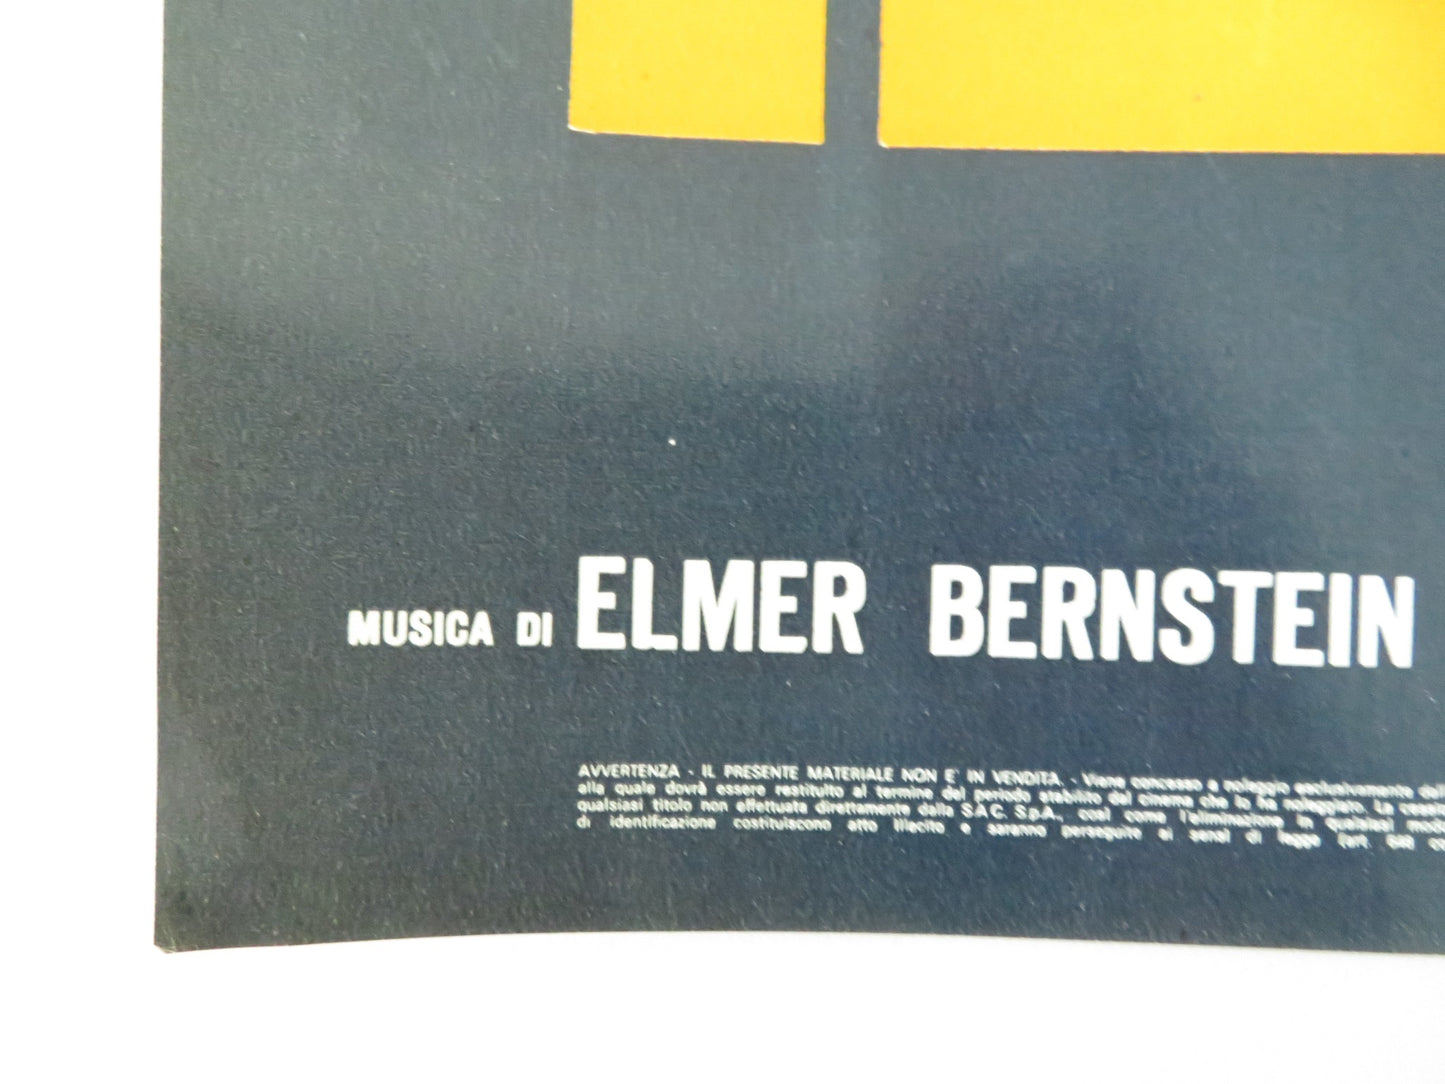 MUSICA DI ELMER BERNSTEIN
AVVERTENZA - IL PRESENTE MATERIALE NON E' IN VENDITA. - Viene concesso a noleggio esclusivamente
alla quale dovrà essere restituito al termine del periodo stabilito dal cinema che lo ha noleggiato. La
qualsiasi titolo non effettuata direttamente dalla S.A.C. S.p.A., così come l'eliminazione in qualsiasi
di identificazione costituiscono atto illecito e saranno perseguite ai sensi di legge (art. 646